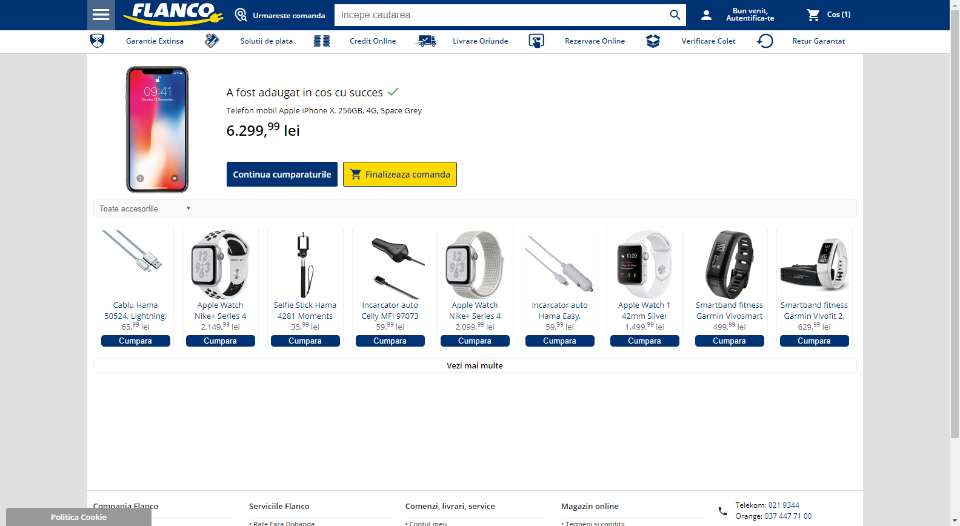 FLANCO
Urmareste comanda
Incepe cautarea
Bun venit,
Autentifica-te
Cos (1)
Garantie Extinsa
Solutii de plata
Credit Online
Livrare Oriunde
Rezervare Online
Verificare Colet
Retur Garantat
A fost adaugat in cos cu succes
Telefon mobil Apple iPhone X, 256GB, 4G, Space Grey
6.299,99 lei
Continua cumparaturile
Finalizeaza comanda
Toate accesoriile
Cablu Hama
50524, Lightning,
65,99 lei
Cumpara
Apple Watch
Nike+ Series 4
2.149,99 lei
Cumpara
Selfie Stick Hama
4281 Moments
35,99 lei
Cumpara
Incarcator auto
Celly MFI 97073
59,99 lei
Cumpara
Apple Watch
Nike+ Series 4
2.099,99 lei
Cumpara
Incarcator auto
Hama Easy,
59,99 lei
Cumpara
Apple Watch 1
42mm Silver
1.499,99 lei
Cumpara
Smartband fitness
Garmin Vivosmart
499,99 lei
Cumpara
Smartband fitness
Garmin Vivofit 2,
629,99 lei
Cumpara
Vezi mai multe
Compania Flanco
Serviciile Flanco
• Rate Fara Dobanda
Comenzi, livrari, service
• Contul meu
Magazin online
• Termeni si conditii
Telekom: 021 9344
Orange: 037 447 71 00
Politica Cookie